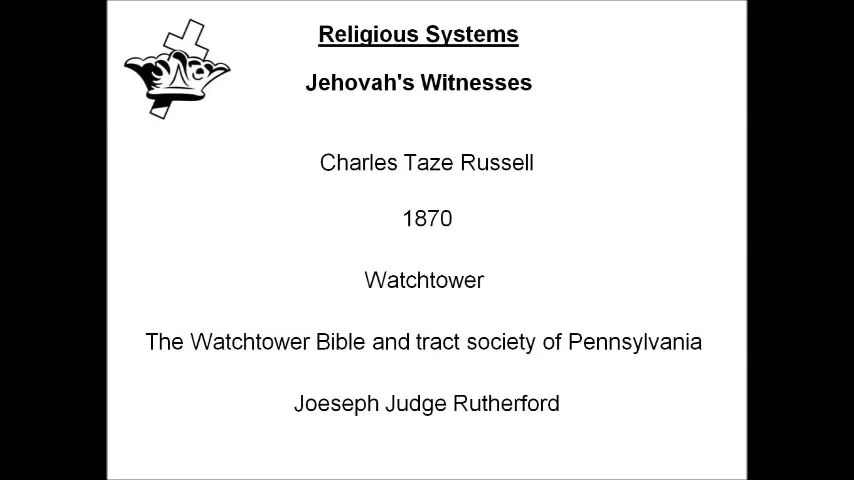 Religious Systems
Jehovah's Witnesses
Charles Taze Russell
1870
Watchtower
The Watchtower Bible and tract society of Pennsylvania
Joeseph Judge Rutherford